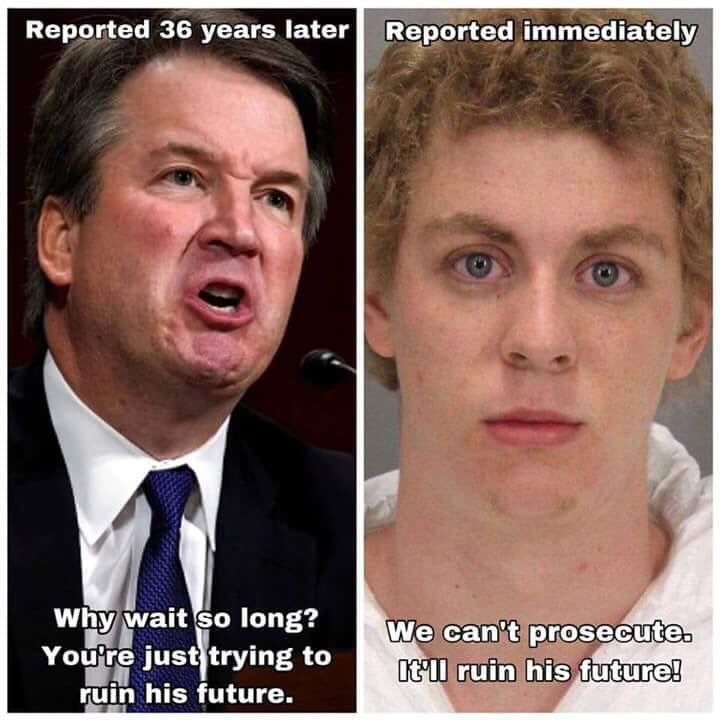 Reported 36 years later
Why wait so long?
You're just trying to
ruin his future.
Reported immediately
We can't prosecute.
It'll ruin his future!